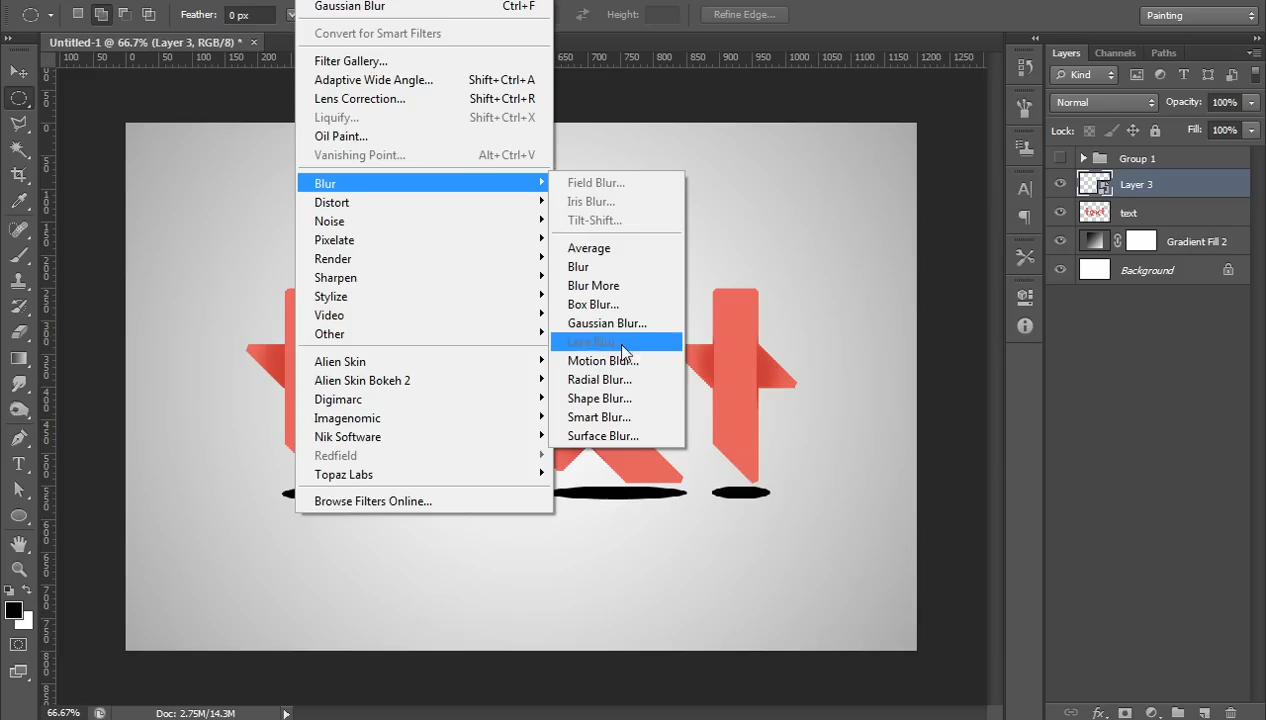 Feather: 0 px
Height:
Refine Edge...
Painting
Untitled-1 @ 66.7% (Layer 3, RGB/8) *
100 50 0 50 100 150 200
650 700 750 800 850 900 950 1000 1050 1100 1150 1200 1250
Gaussian Blur Ctrl+F
Convert for Smart Filters
Filter Gallery...
Adaptive Wide Angle... Shift+Ctrl+A
Lens Correction... Shift+Ctrl+R
Liquify... Shift+Ctrl+X
Oil Paint...
Vanishing Point... Alt+Ctrl+V
Blur
Distort
Noise
Pixelate
Render
Sharpen
Stylize
Video
Other
Alien Skin
Alien Skin Bokeh 2
Digimarc
Imagenomic
Nik Software
Redfield
Topaz Labs
Browse Filters Online...
Field Blur...
Iris Blur...
Tilt-Shift...
Average
Blur
Blur More
Box Blur...
Gaussian Blur...
Lens Blur...
Motion Blur...
Radial Blur...
Shape Blur...
Smart Blur...
Surface Blur...
Layers Channels Paths
Kind
Normal Opacity: 100%
Lock: Fill: 100%
Group 1
Layer 3
text text
Gradient Fill 2
Background
66.67% Doc: 2.75M/14.3M